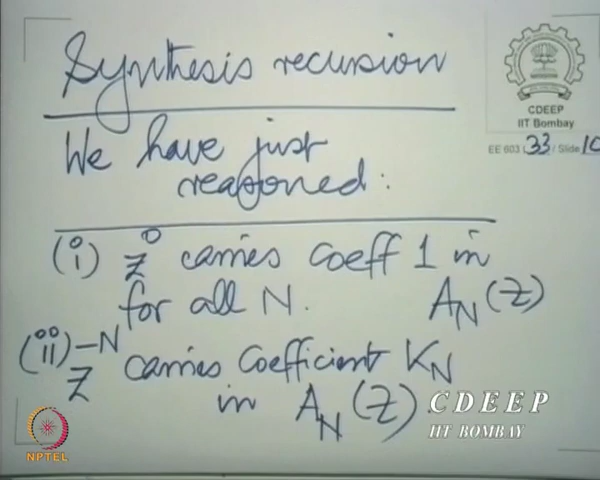 Synthesis recursion
CDEEP
IIT Bombay
EE 603 L 33 / Slide 10
We have just
reasoned:
(i) z⁰ carries coeff 1 in
for all N. A_N(z)
(ii) z^-N carries coefficient K_N
in A_N(z)
CDEEP
IIT BOMBAY
NPTEL